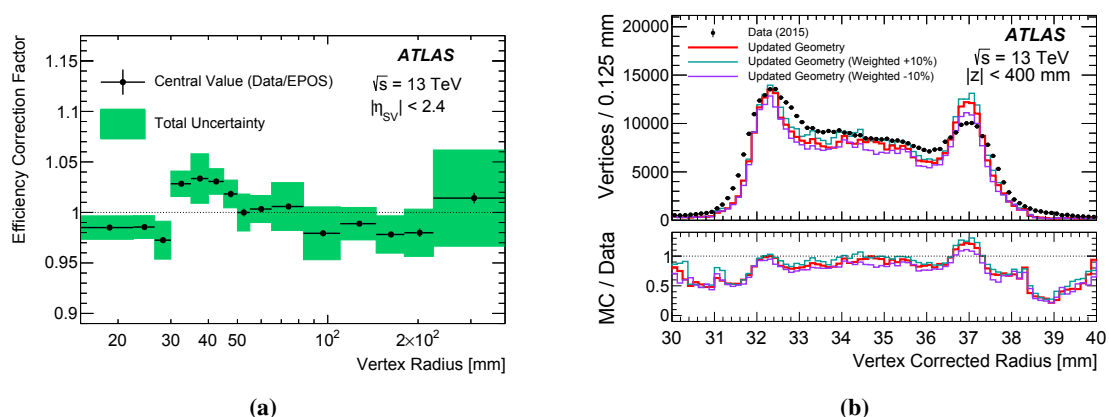 Efficiency Correction Factor
1.15
1.1
1.05
1
0.95
0.9
ATLAS
Central Value (Data/EPOS)
√s = 13 TeV
|η_SV| < 2.4
Total Uncertainty
20 30 40 50 10² 2×10²
Vertex Radius [mm]
(a)
Vertices / 0.125 mm
20000
15000
10000
5000
0
Data (2015)
Updated Geometry
Updated Geometry (Weighted +10%)
Updated Geometry (Weighted -10%)
ATLAS
√s = 13 TeV
|z| < 400 mm
MC / Data
1
0.5
0
30 31 32 33 34 35 36 37 38 39 40
Vertex Corrected Radius [mm]
(b)